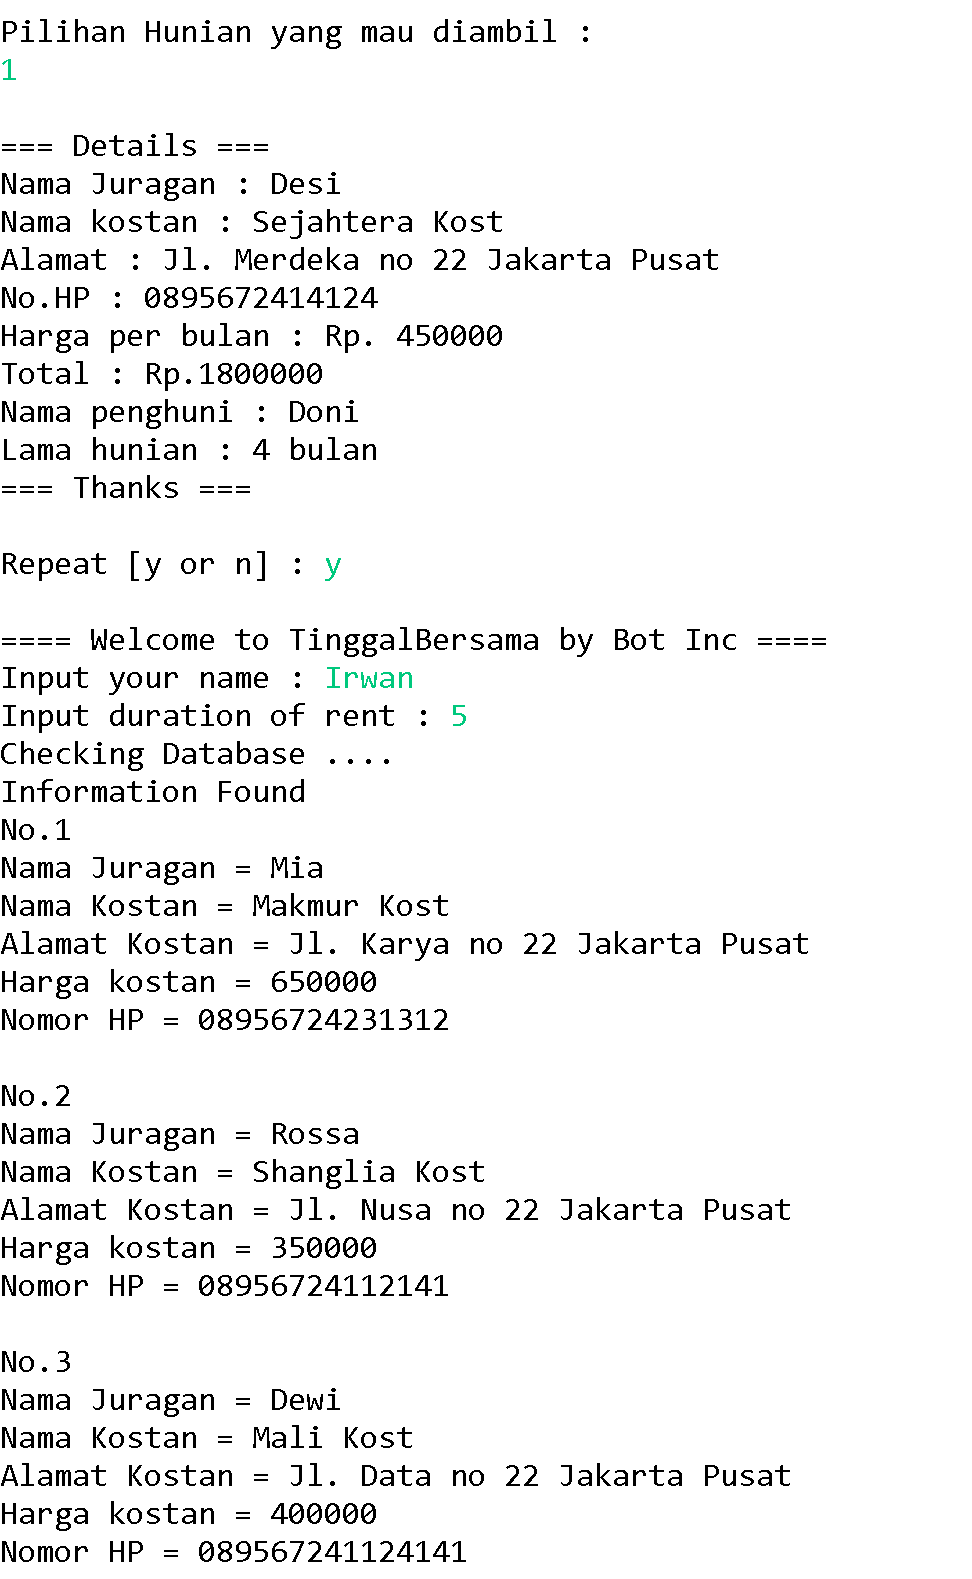 Pilihan Hunian yang mau diambil :
1
=== Details ===
Nama Juragan : Desi
Nama kostan : Sejahtera Kost
Alamat : Jl. Merdeka no 22 Jakarta Pusat
No.HP : 0895672414124
Harga per bulan : Rp. 450000
Total : Rp.1800000
Nama penghuni : Doni
Lama hunian : 4 bulan
=== Thanks ===
Repeat [y or n] : y
==== Welcome to TinggalBersama by Bot Inc ====
Input your name : Irwan
Input duration of rent : 5
Checking Database ....
Information Found
No.1
Nama Juragan = Mia
Nama Kostan = Makmur Kost
Alamat Kostan = Jl. Karya no 22 Jakarta Pusat
Harga kostan = 650000
Nomor HP = 08956724231312
No.2
Nama Juragan = Rossa
Nama Kostan = Shanglia Kost
Alamat Kostan = Jl. Nusa no 22 Jakarta Pusat
Harga kostan = 350000
Nomor HP = 08956724112141
No.3
Nama Juragan = Dewi
Nama Kostan = Mali Kost
Alamat Kostan = Jl. Data no 22 Jakarta Pusat
Harga kostan = 400000
Nomor HP = 089567241124141